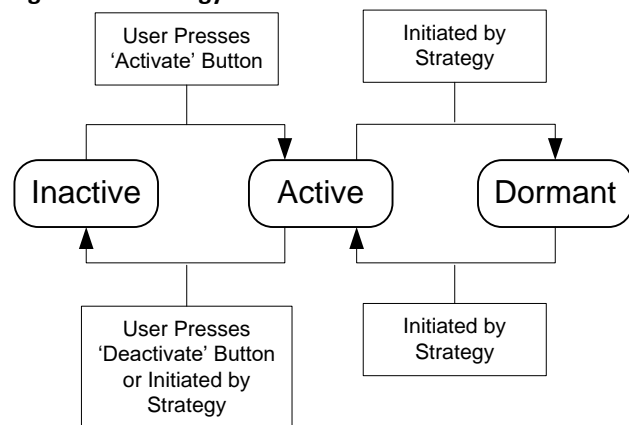 User Presses
'Activate' Button
Initiated by
Strategy
Inactive
Active
Dormant
User Presses
'Deactivate' Button
or Initiated by
Strategy
Initiated by
Strategy